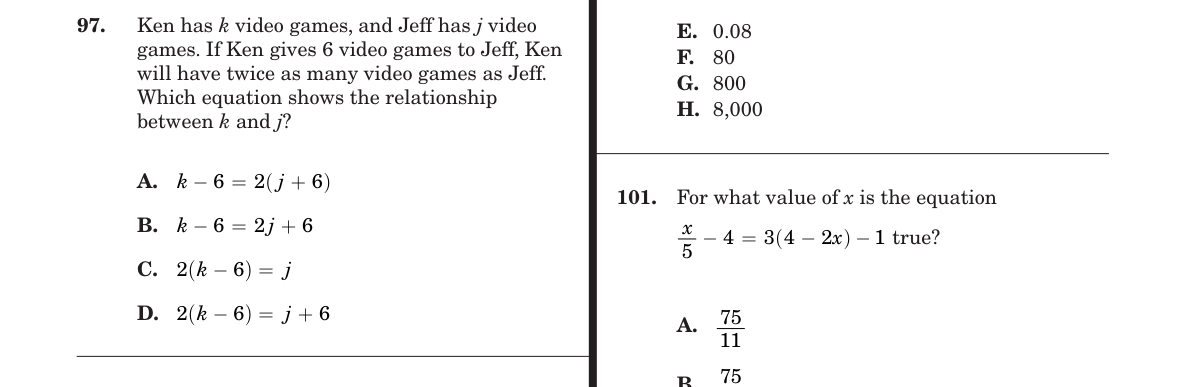 97. Ken has k video games, and Jeff has j video
games. If Ken gives 6 video games to Jeff, Ken
will have twice as many video games as Jeff.
Which equation shows the relationship
between k and j?
A. k – 6 = 2(j + 6)
B. k – 6 = 2j + 6
C. 2(k – 6) = j
D. 2(k – 6) = j + 6
E. 0.08
F. 80
G. 800
H. 8,000
101. For what value of x is the equation
x/5 – 4 = 3(4 – 2x) – 1 true?
A. 75/11
B 75